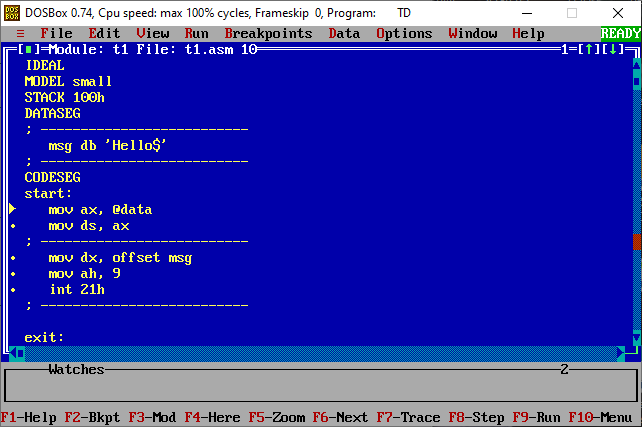 DOS BOX DOSBox 0.74, Cpu speed: max 100% cycles, Frameskip 0, Program: TD
≡ File Edit View Run Breakpoints Data Options Window Help READY
[■]=Module: t1 File: t1.asm 10 1=[↑][↓]
IDEAL
MODEL small
STACK 100h
DATASEG
; --------------------------
msg db 'Hello$'
; --------------------------
CODESEG
start:
mov ax, @data
mov ds, ax
; --------------------------
mov dx, offset msg
mov ah, 9
int 21h
; --------------------------
exit:
Watches 2
F1-Help F2-Bkpt F3-Mod F4-Here F5-Zoom F6-Next F7-Trace F8-Step F9-Run F10-Menu